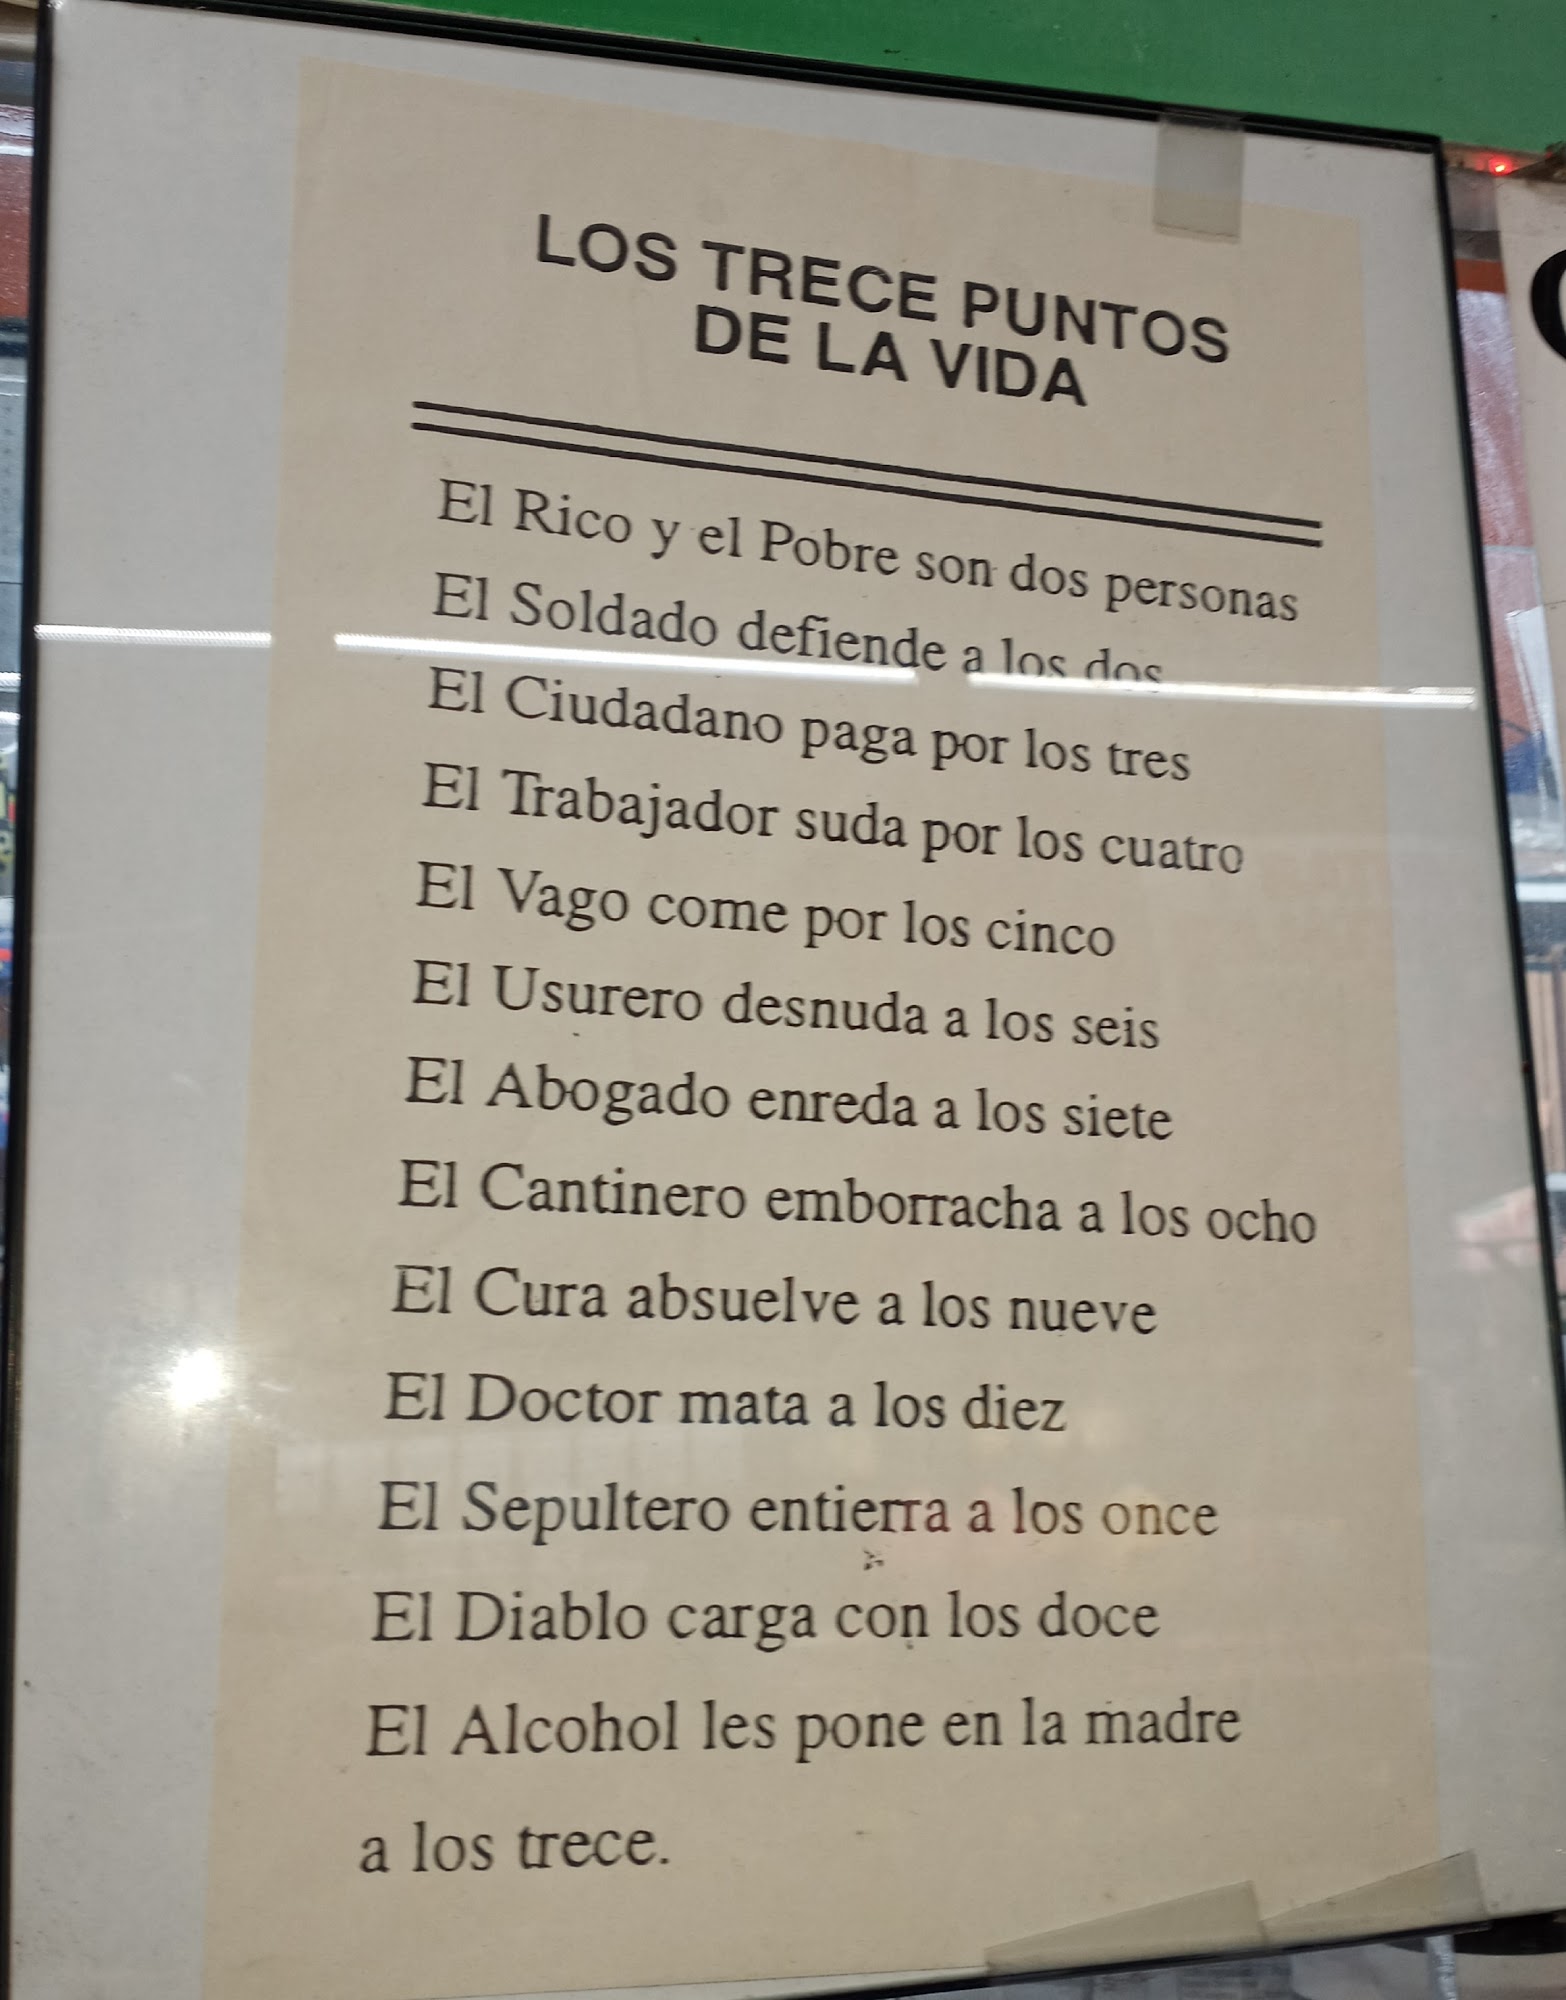 LOS TRECE PUNTOS
DE LA VIDA
El Rico y el Pobre son dos personas
El Soldado defiende a los dos
El Ciudadano paga por los tres
El Trabajador suda por los cuatro
El Vago come por los cinco
El Usurero desnuda a los seis
El Abogado enreda a los siete
El Cantinero emborracha a los ocho
El Cura absuelve a los nueve
El Doctor mata a los diez
El Sepultero entierra a los once
El Diablo carga con los doce
El Alcohol les pone en la madre
a los trece.